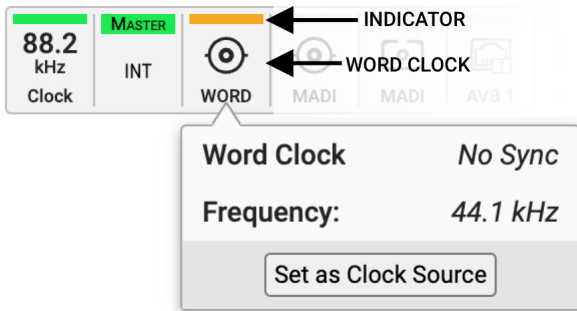 88.2
kHz
Clock
MASTER
INT
WORD
MADI
MADI
AVB 1
INDICATOR
WORD CLOCK
Word Clock No Sync
Frequency: 44.1 kHz
Set as Clock Source